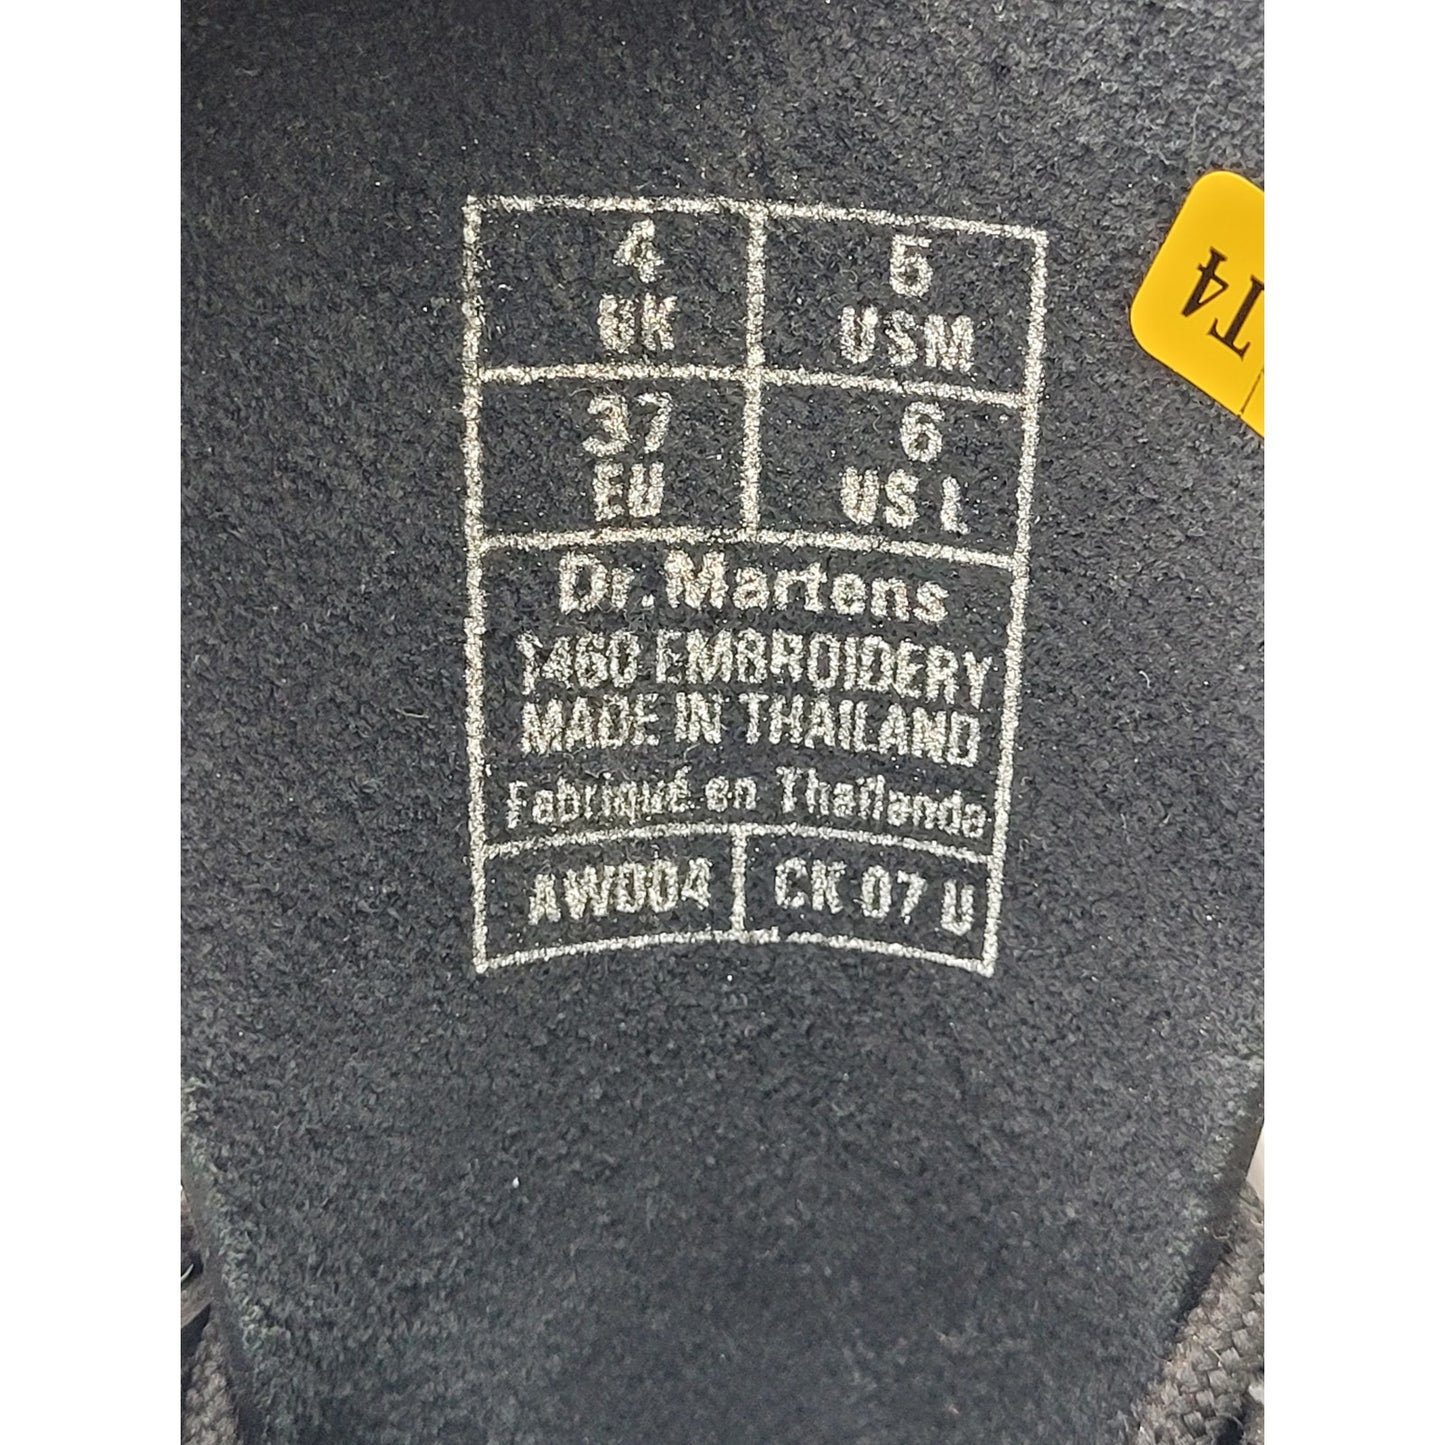 4
UK
5
USM
37
EU
6
US L
Dr. Martens
1460 EMBROIDERY
MADE IN THAILAND
Fabriqué en Thaïlande
AW004
CK 07 U
T4